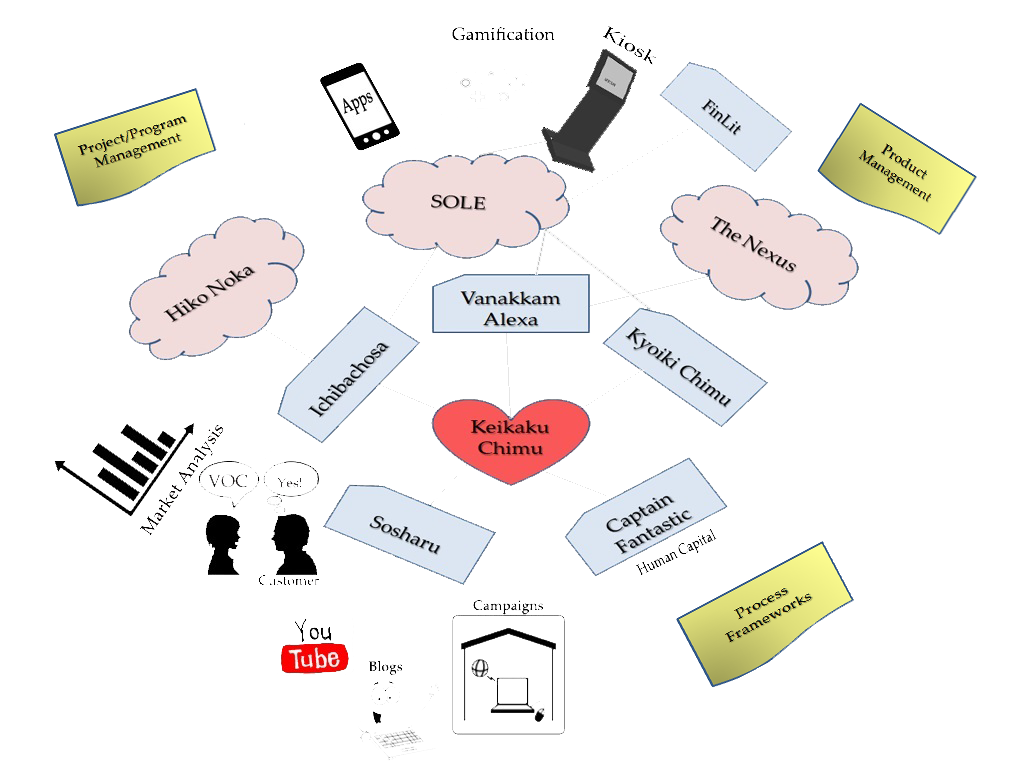 Gamification
Kiosk
Apps
FinLit
Project/Program
Management
Product
Management
SOLE
The Nexus
Hiko Noka
Vanakkam
Alexa
Ichibachosa
Kyoiki Chimu
Keikaku
Chimu
Market Analysis
VOC
Yes!
Customer
Sosharu
Captain
Fantastic
Human Capital
Process
Frameworks
Campaigns
You
Tube
Blogs